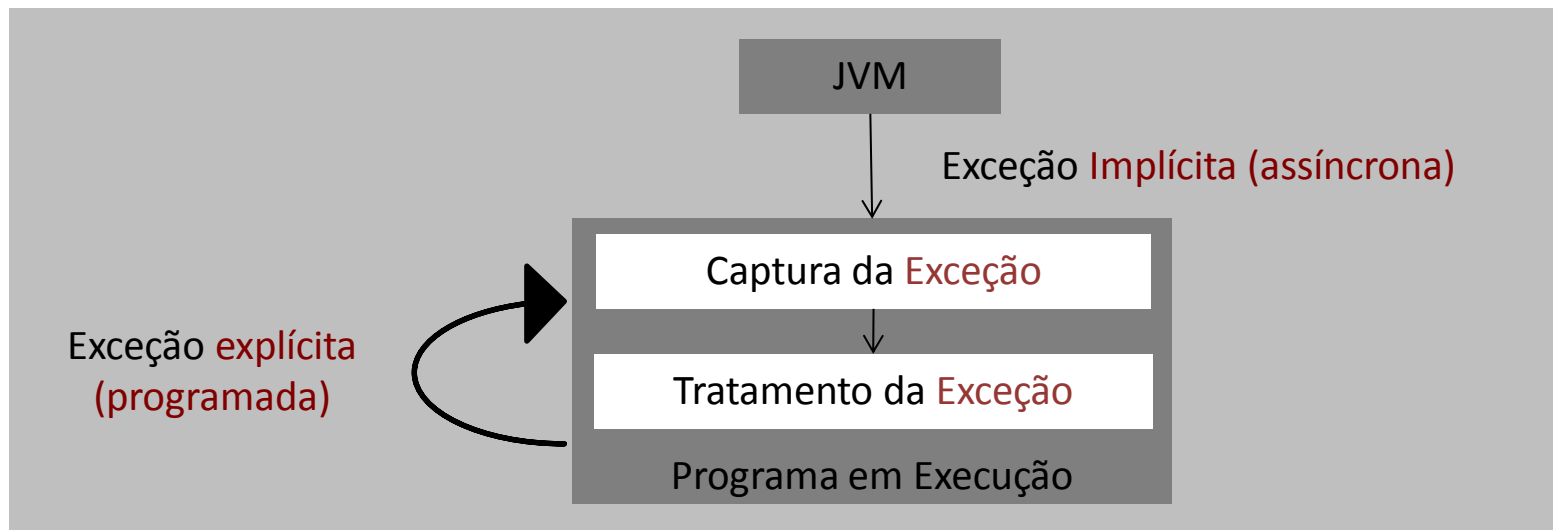 JVM
Exceção Implícita (assíncrona)
Captura da Exceção
Exceção explícita
(programada)
Tratamento da Exceção
Programa em Execução